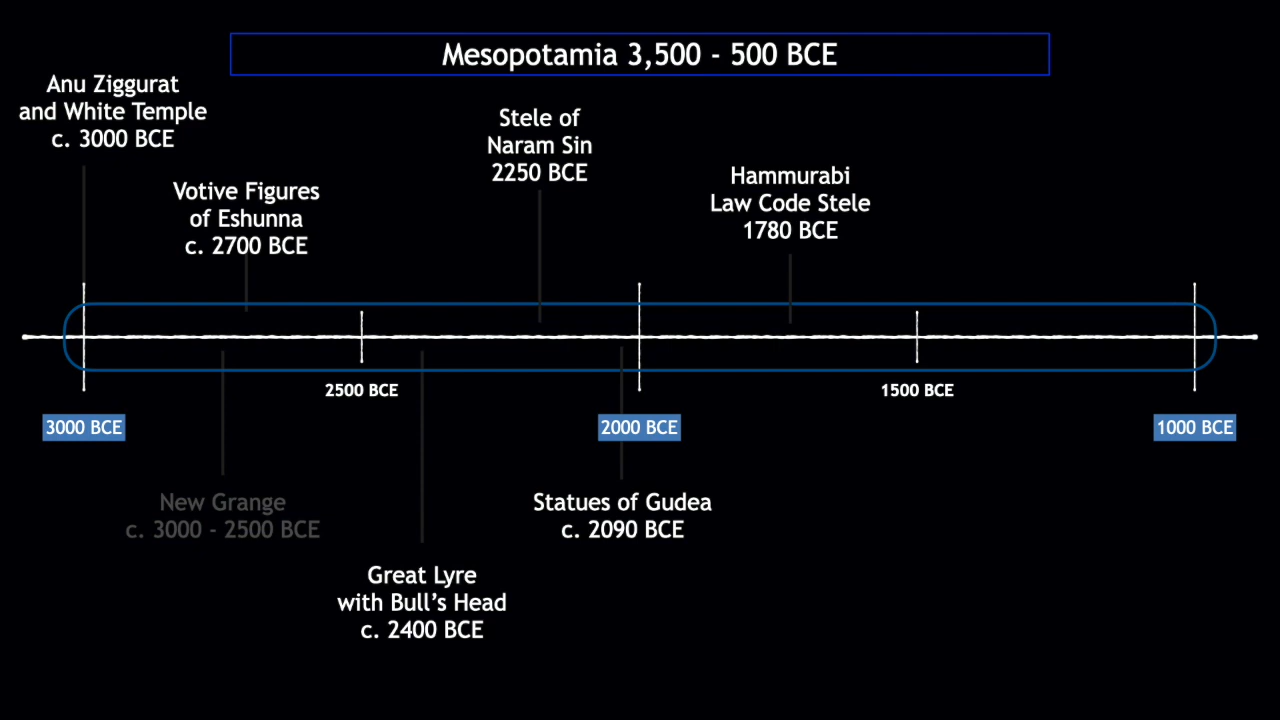 Mesopotamia 3,500 - 500 BCE
Anu Ziggurat
and White Temple
c. 3000 BCE
Votive Figures
of Eshunna
c. 2700 BCE
Stele of
Naram Sin
2250 BCE
Hammurabi
Law Code Stele
1780 BCE
2500 BCE
1500 BCE
3000 BCE
2000 BCE
1000 BCE
New Grange
c. 3000 - 2500 BCE
Great Lyre
with Bull’s Head
c. 2400 BCE
Statues of Gudea
c. 2090 BCE